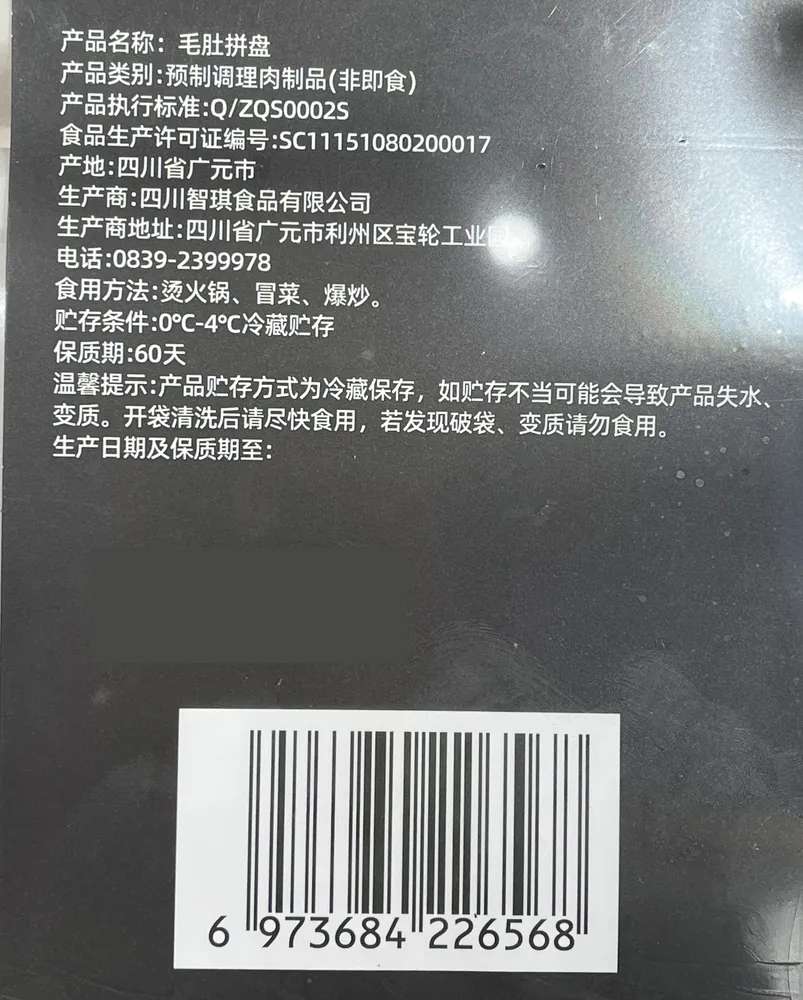 产品名称：毛肚拼盘
产品类别:预制调理肉制品(非即食)
产品执行标准:Q/ZQS0002S
食品生产许可证编号:SC11151080200017
产地:四川省广元市
生产商:四川智琪食品有限公司
生产商地址:四川省广元市利州区宝轮工业园
电话:0839-2399978
食用方法:烫火锅、冒菜、爆炒。
贮存条件:0℃-4℃冷藏贮存
保质期:60天
温馨提示:产品贮存方式为冷藏保存，如贮存不当可能会导致产品失水、
变质。开袋清洗后请尽快食用，若发现破袋、变质请勿食用。
生产日期及保质期至:
6 973684 226568